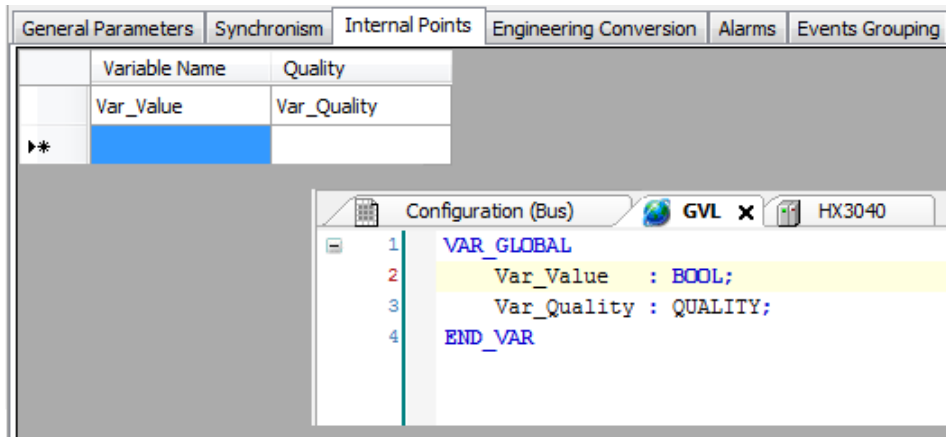 General Parameters Synchronism Internal Points Engineering Conversion Alarms Events Grouping
Variable Name Quality
Var_Value Var_Quality
Configuration (Bus) GVL HX3040
1 VAR_GLOBAL
2 Var_Value : BOOL;
3 Var_Quality : QUALITY;
4 END_VAR